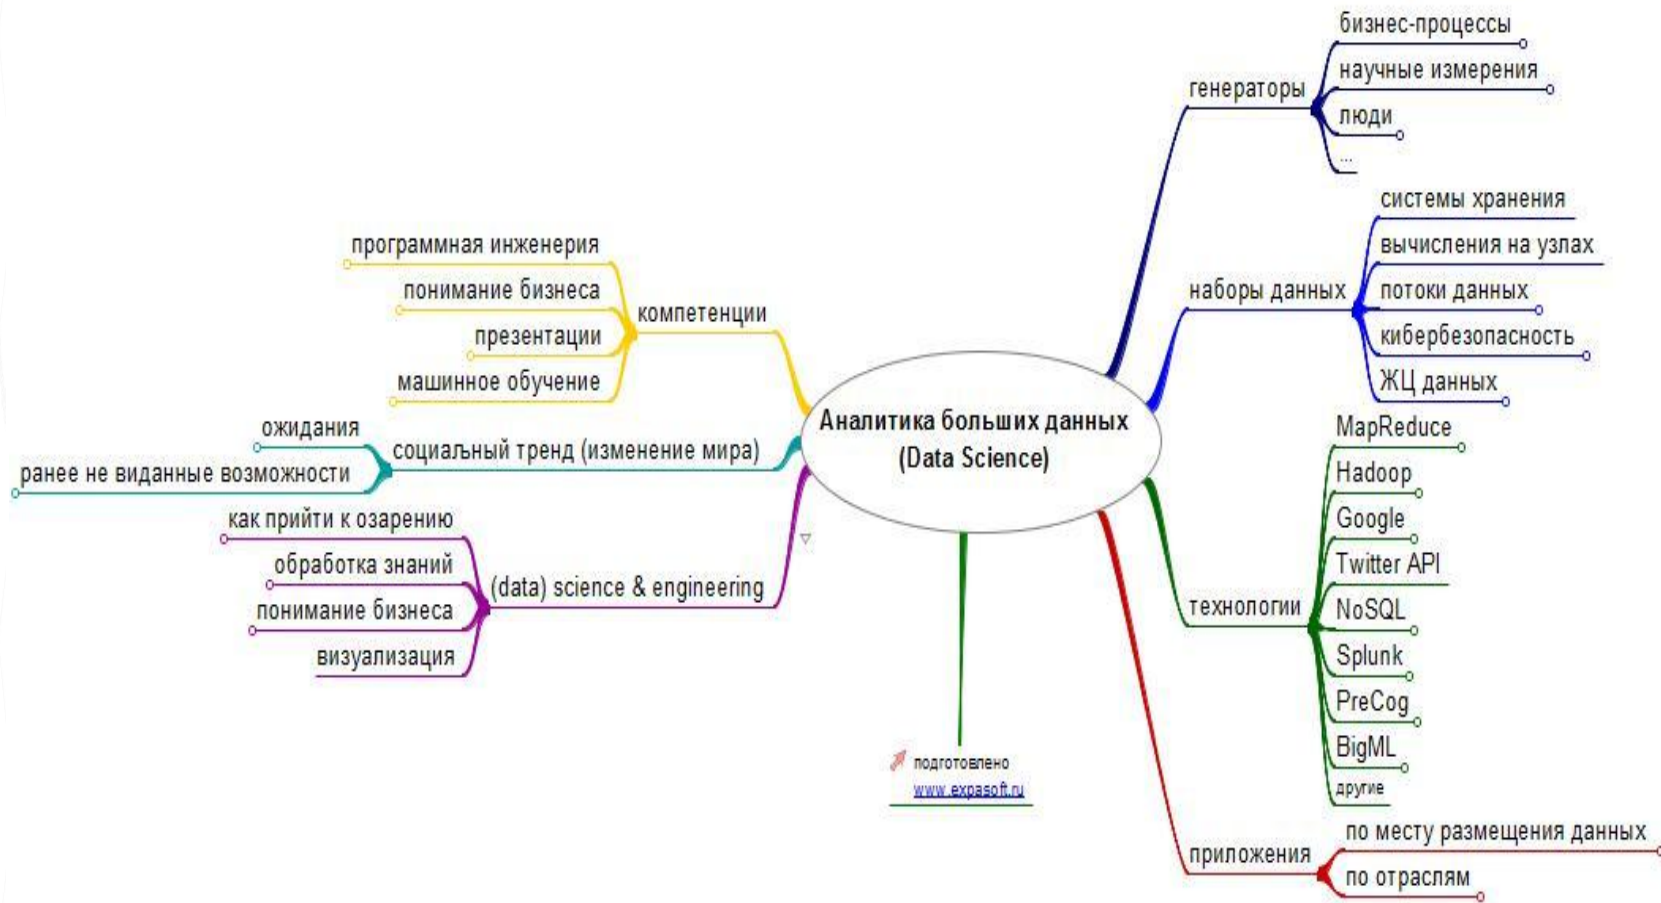 Аналитика больших данных
(Data Science)
генераторы
бизнес-процессы
научные измерения
люди
...
наборы данных
системы хранения
вычисления на узлах
потоки данных
кибербезопасность
ЖЦ данных
технологии
MapReduce
Hadoop
Google
Twitter API
NoSQL
Splunk
PreCog
BigML
другие
приложения
по месту размещения данных
по отраслям
компетенции
программная инженерия
понимание бизнеса
презентации
машинное обучение
социальный тренд (изменение мира)
ожидания
ранее не виданные возможности
(data) science & engineering
как прийти к озарению
обработка знаний
понимание бизнеса
визуализация
подготовлено
www.expasoft.ru